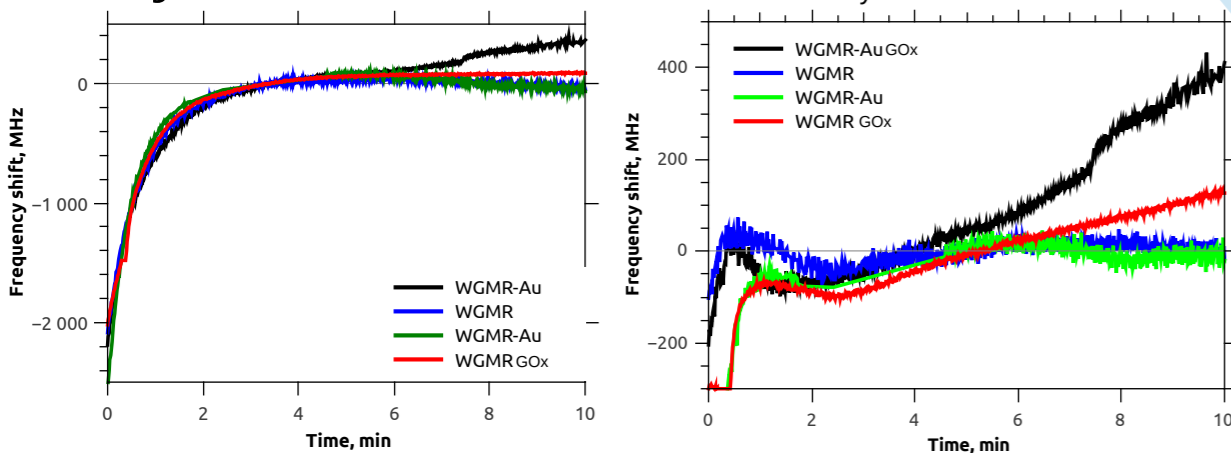 Frequency shift, MHz
0
−1 000
−2 000
WGMR-Au
WGMR
WGMR-Au
WGMR GOx
0 2 4 6 8 10
Time, min
Frequency shift, MHz
400
200
0
−200
WGMR-Au GOx
WGMR
WGMR-Au
WGMR GOx
0 2 4 6 8 10
Time, min